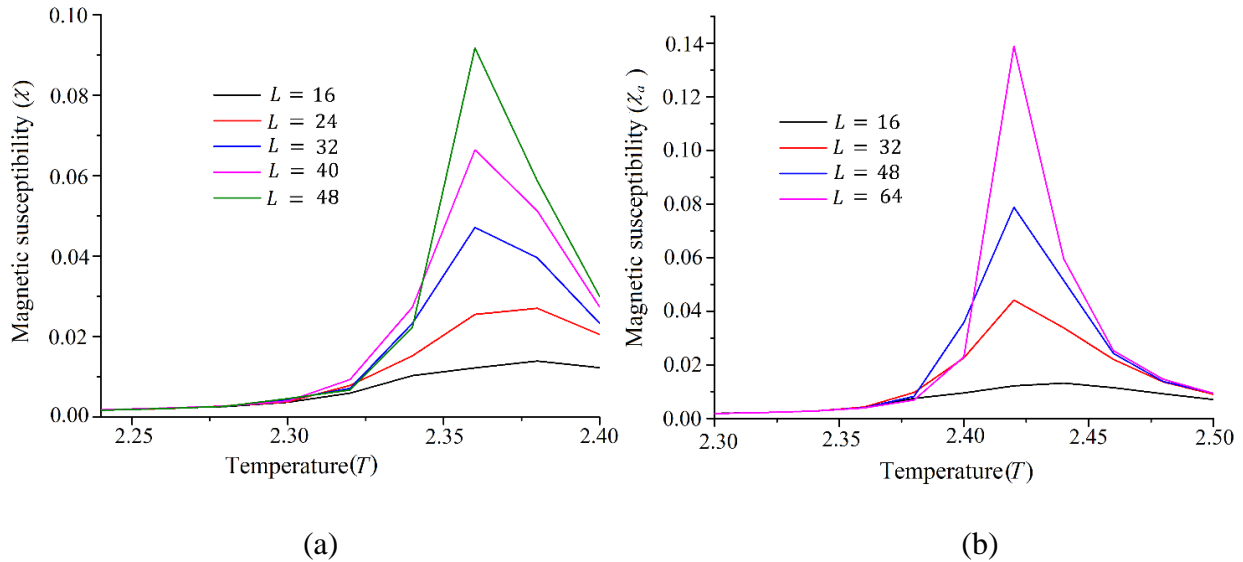 Magnetic susceptibility (χ)
0.10
0.08
0.06
0.04
0.02
0.00
L = 16
L = 24
L = 32
L = 40
L = 48
2.25
2.30
2.35
2.40
Temperature(T)
(a)
Magnetic susceptibility (χₐ )
0.14
0.12
0.10
0.08
0.06
0.04
0.02
0.00
L = 16
L = 32
L = 48
L = 64
2.30
2.35
2.40
2.45
2.50
Temperature(T)
(b)